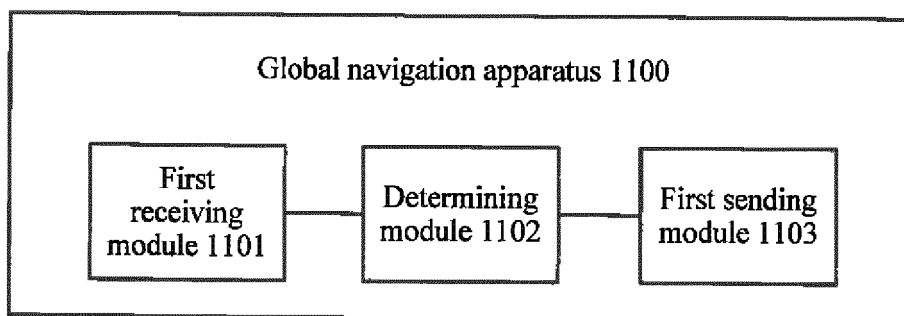 Global navigation apparatus 1100
First
receiving
module 1101
Determining
module 1102
First sending
module 1103